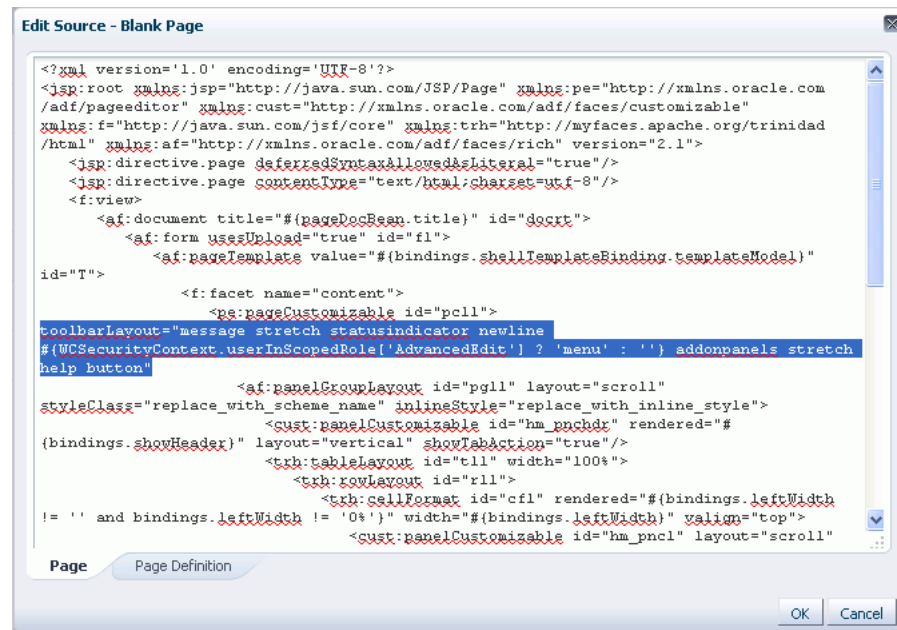 Edit Source - Blank Page
<?xml version='1.0' encoding='UTF-8'?>
<jsp:root xmlns:jsp="http://java.sun.com/JSP/Page" xmlns:pe="http://xmlns.oracle.com
/adf/pageeditor" xmlns:cust="http://xmlns.oracle.com/adf/faces/customizable"
xmlns:f="http://java.sun.com/jsf/core" xmlns:trh="http://myfaces.apache.org/trinidad
/html" xmlns:af="http://xmlns.oracle.com/adf/faces/rich" version="2.1">
<jsp:directive.page deferredSyntaxAllowedAsLiteral="true"/>
<jsp:directive.page contentType="text/html;charset=utf-8"/>
<f:view>
<af:document title="#{pageDocBean.title}" id="docrt">
<af:form usesUpload="true" id="f1">
<af:pageTemplate value="#{bindings.shellTemplateBinding.templateModel}"
id="T">
<f:facet name="content">
<pe:pageCustomizable id="pcl1">
toolbarLayout="message stretch statusindicator newline
#{WCSecurityContext.userInScopedRole['AdvancedEdit'] ? 'menu' : ''} addonpanels stretch
help button"
<af:panelGroupLayout id="pgl1" layout="scroll"
styleClass="replace_with_scheme_name" inlineStyle="replace_with_inline_style">
<cust:panelCustomizable id="hm_pnchdr" rendered="#
{bindings.showHeader}" layout="vertical" showTabAction="true"/>
<trh:tableLayout id="tl1" width="100%">
<trh:rowLayout id="rl1">
<trh:cellFormat id="cf1" rendered="#{bindings.leftWidth
!= '' and bindings.leftWidth != '0%'}" width="#{bindings.leftWidth}" valign="top">
<cust:panelCustomizable id="hm_pnc1" layout="scroll"
Page Page Definition
OK Cancel